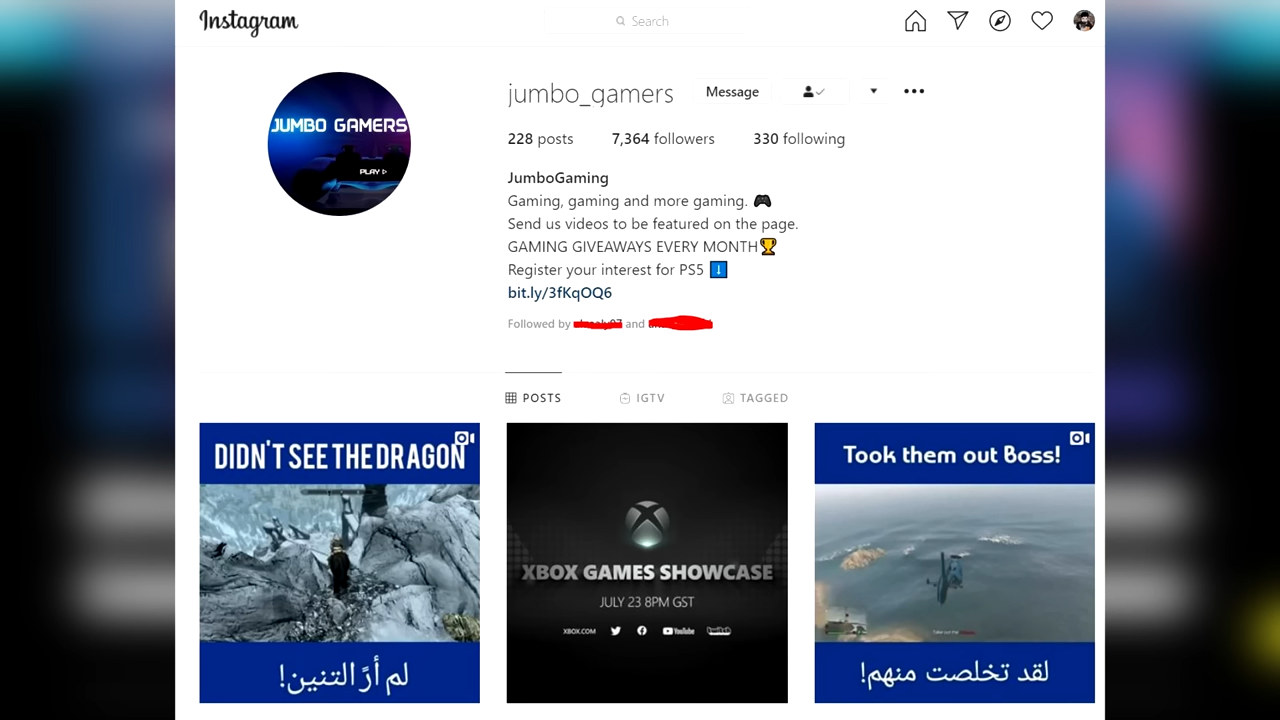 Instagram
Search
jumbo_gamers
Message
228 posts
7,364 followers
330 following
JUMBO GAMERS
PLAY
JumboGaming
Gaming, gaming and more gaming. 🎮
Send us videos to be featured on the page.
GAMING GIVEAWAYS EVERY MONTH🏆
Register your interest for PS5 ⬇️
bit.ly/3fKqOQ6
Followed by
and
POSTS
IGTV
TAGGED
DIDN'T SEE THE DRAGON
لم أرَ التنين!
XBOX GAMES SHOWCASE
JULY 23 8PM GST
XBOX.COM
YouTube
twitch
Took them out Boss!
لقد تخلصت منهم!